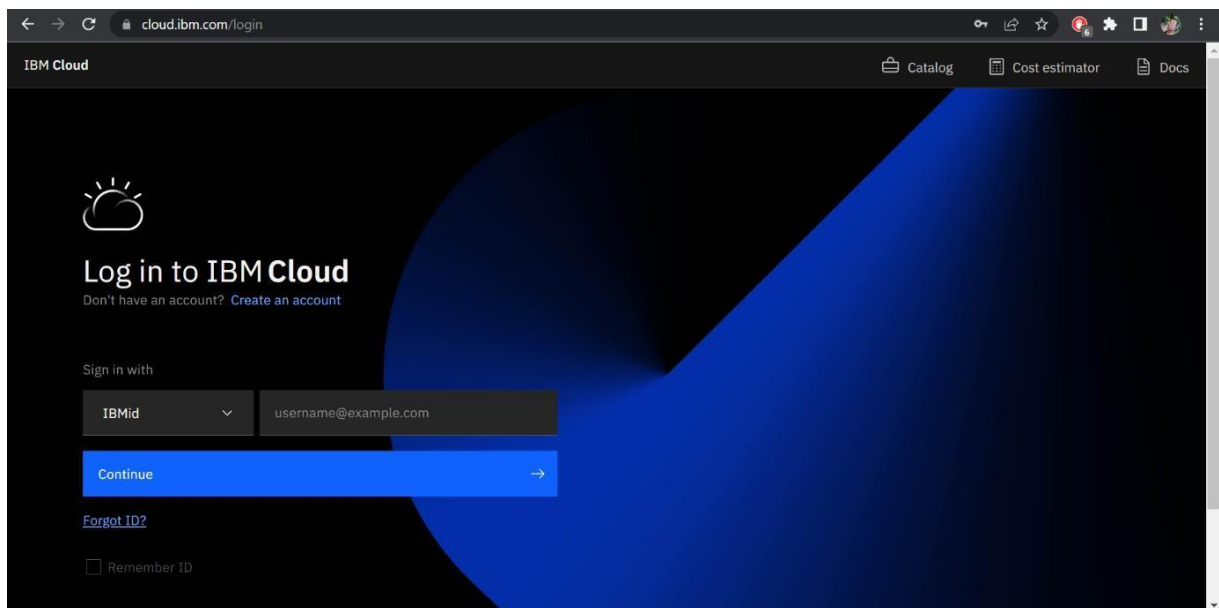 cloud.ibm.com/login
6
IBM Cloud
Catalog
Cost estimator
Docs
Log in to IBM Cloud
Don't have an account? Create an account
Sign in with
IBMid
username@example.com
Continue
Forgot ID?
Remember ID